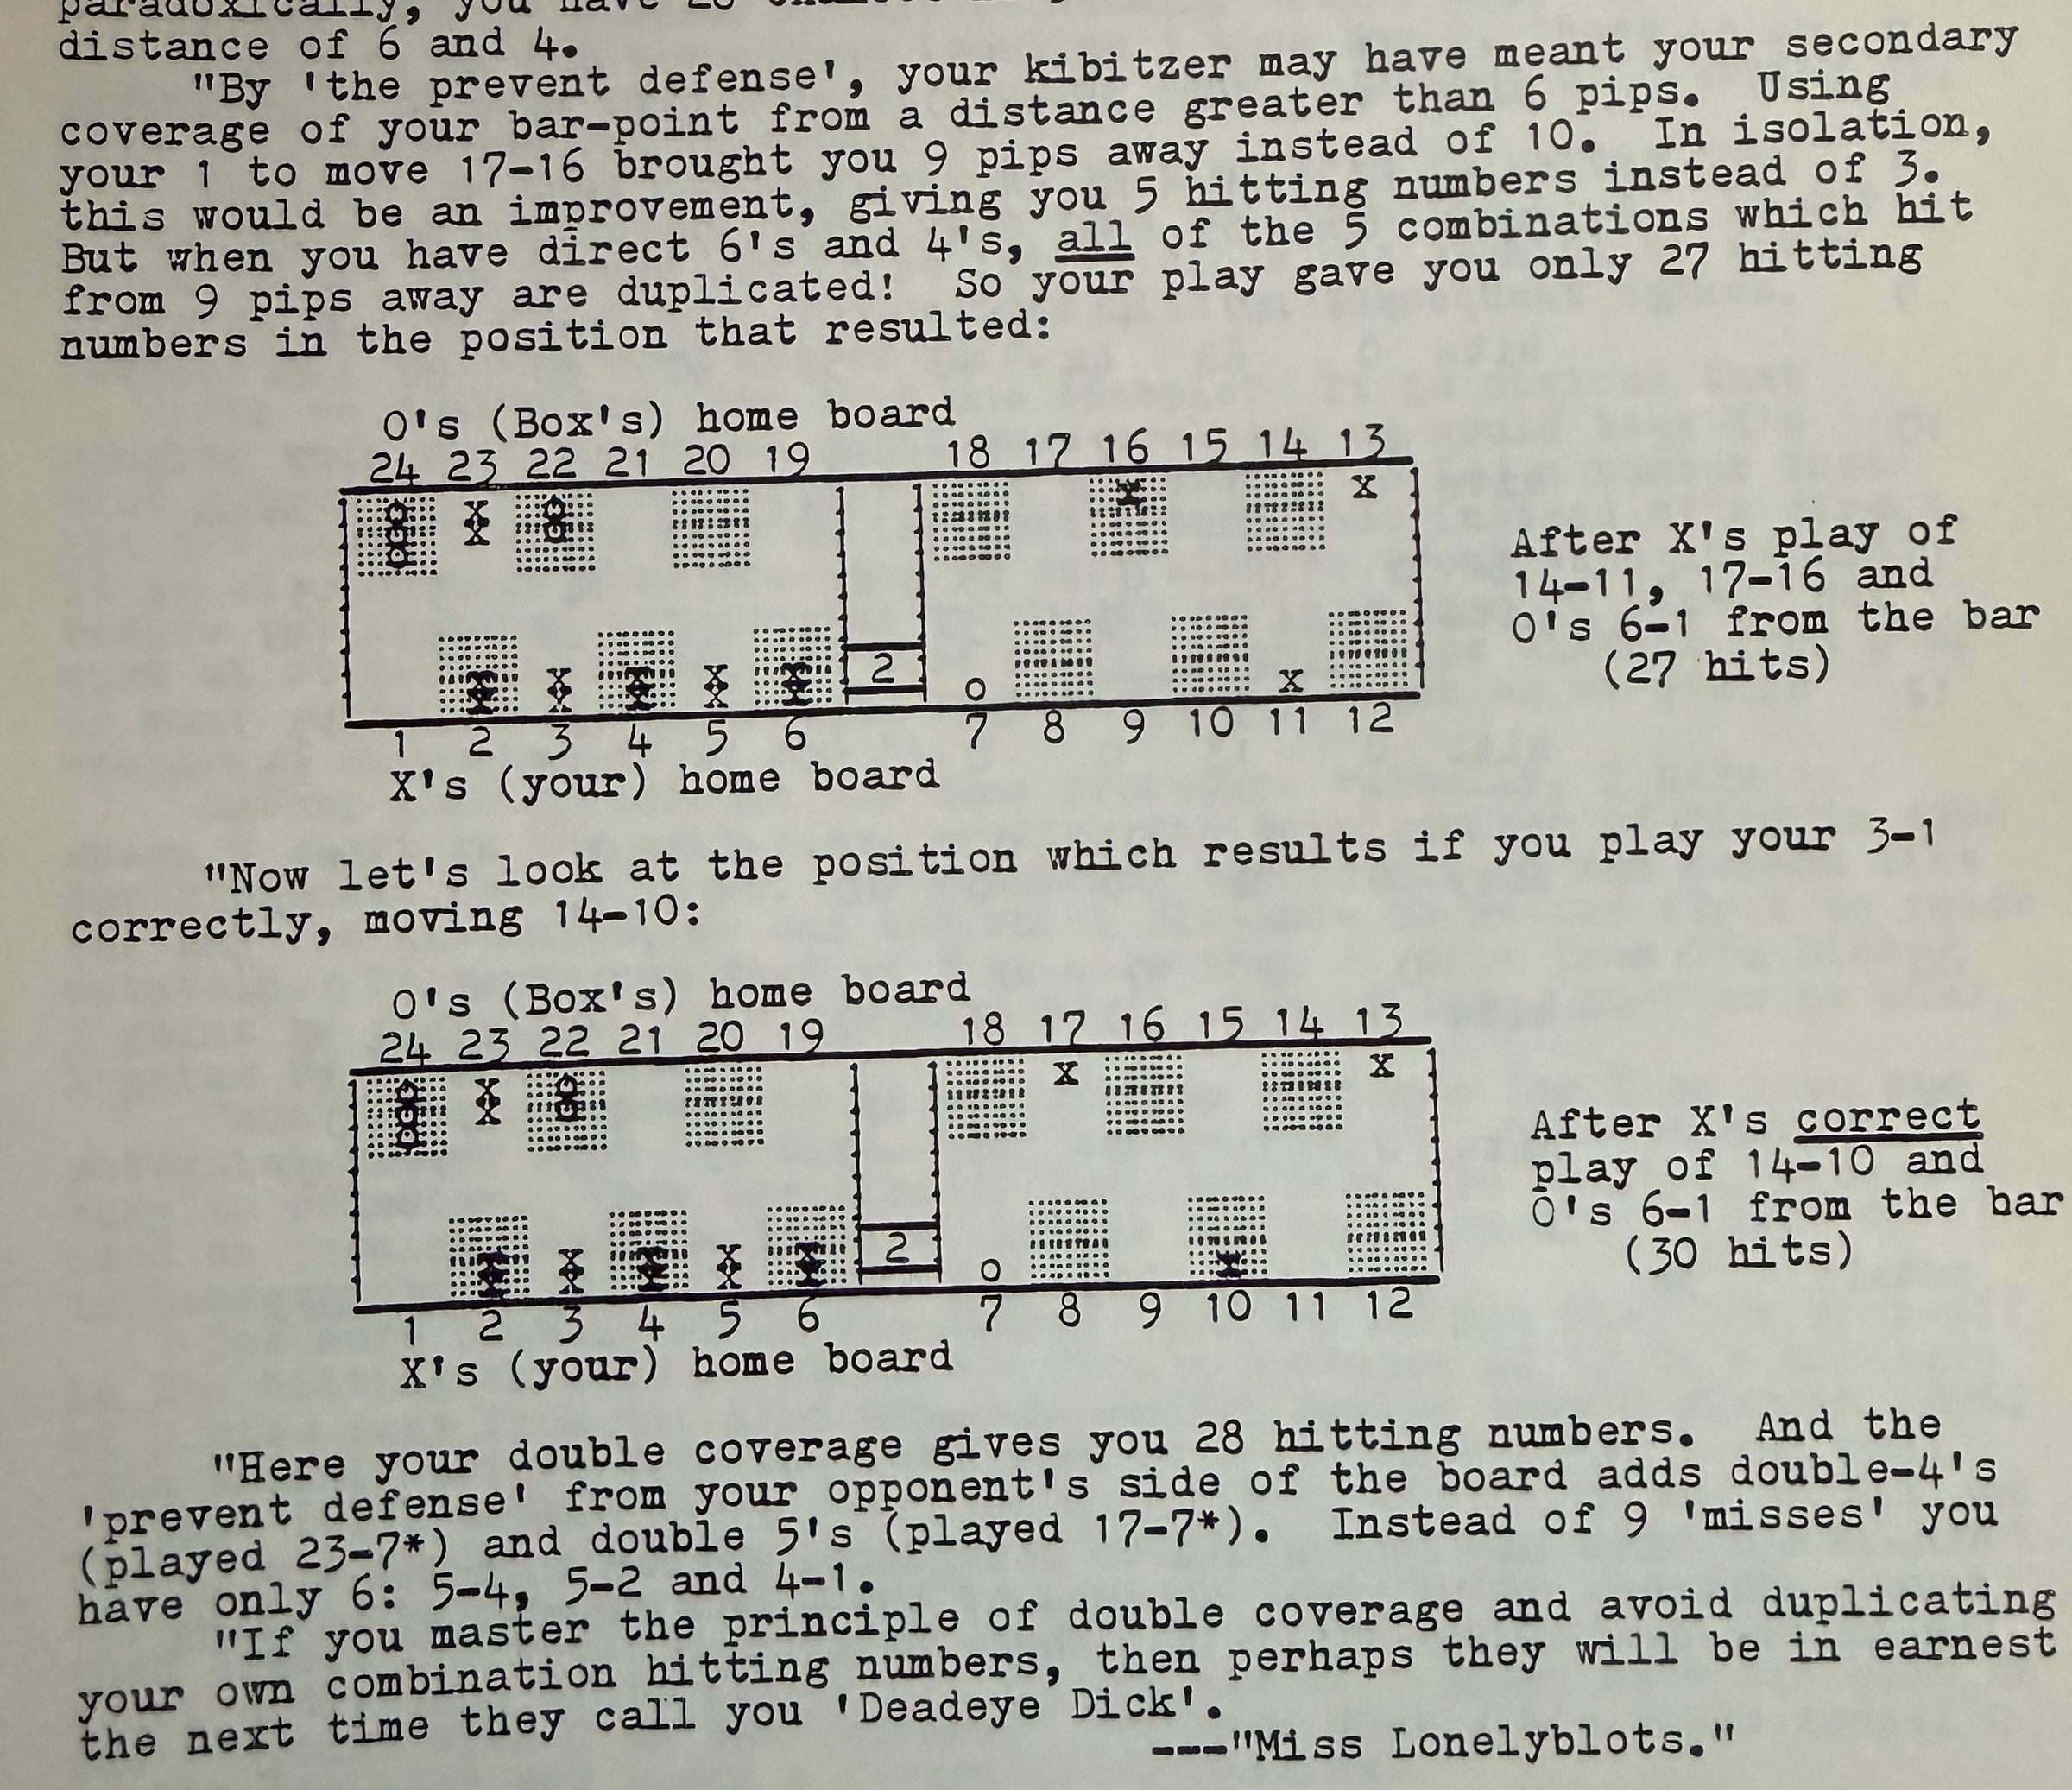 paradoxically, you have 28
distance of 6 and 4.
"By 'the prevent defense', your kibitzer may have meant your secondary
coverage of your bar-point from a distance greater than 6 pips. Using
your 1 to move 17-16 brought you 9 pips away instead of 10. In isolation,
this would be an improvement, giving you 5 hitting numbers instead of 3.
But when you have direct 6's and 4's, all of the 5 combinations which hit
from 9 pips away are duplicated! So your play gave you only 27 hitting
numbers in the position that resulted:
O's (Box's) home board
24 23 22 21 20 19 18 17 16 15 14 13
O X O X X
O X O
O
After X's play of
14-11, 17-16 and
O's 6-1 from the bar
(27 hits)
X X X X X 2 O X
X X X X X
1 2 3 4 5 6 7 8 9 10 11 12
X's (your) home board
"Now let's look at the position which results if you play your 3-1
correctly, moving 14-10:
O's (Box's) home board
24 23 22 21 20 19 18 17 16 15 14 13
O X O X X
O X O
O
After X's correct
play of 14-10 and
O's 6-1 from the bar
(30 hits)
X X X X X 2 O X
X X X X X
1 2 3 4 5 6 7 8 9 10 11 12
X's (your) home board
"Here your double coverage gives you 28 hitting numbers. And the
'prevent defense' from your opponent's side of the board adds double-4's
(played 23-7*) and double 5's (played 17-7*). Instead of 9 'misses' you
have only 6: 5-4, 5-2 and 4-1.
"If you master the principle of double coverage and avoid duplicating
your own combination hitting numbers, then perhaps they will be in earnest
the next time they call you 'Deadeye Dick'.
---"Miss Lonelyblots."